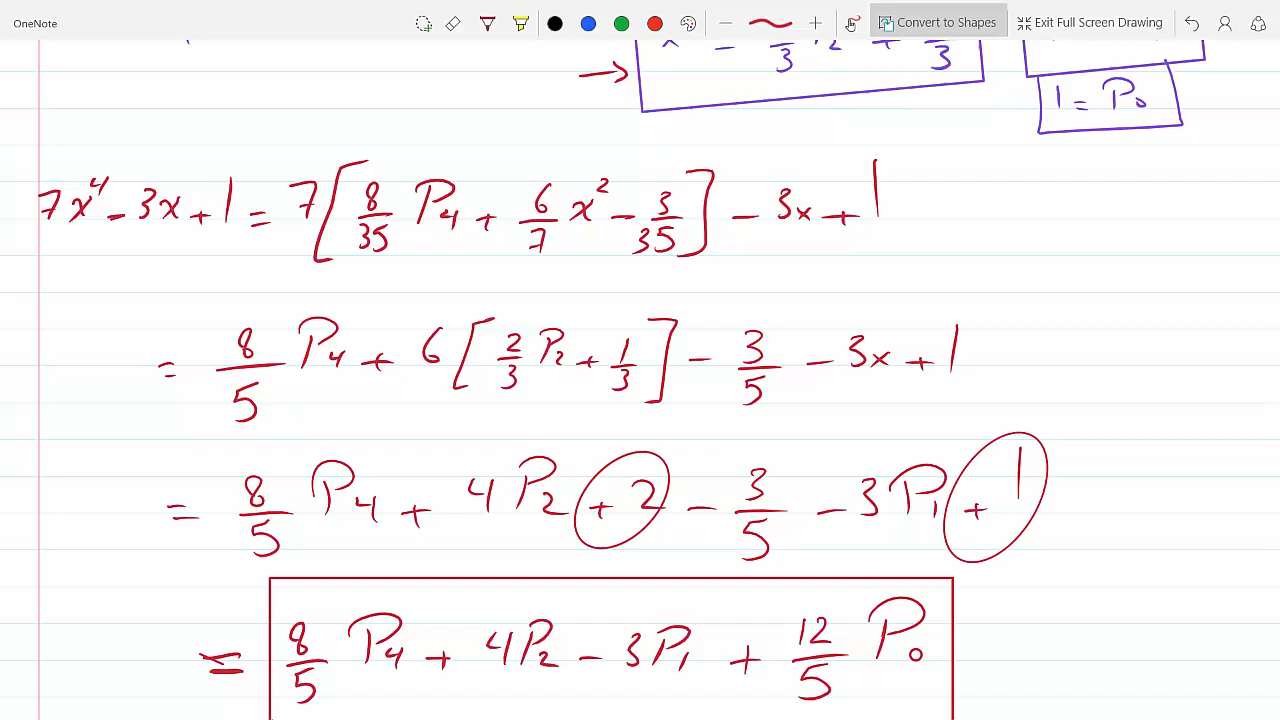 OneNote
Convert to Shapes
Exit Full Screen Drawing
1 = P₀
7x⁴ - 3x + 1 = 7[8/35 P₄ + 6/7 x² - 3/35] - 3x + 1
= 8/5 P₄ + 6[2/3 P₂ + 1/3] - 3/5 - 3x + 1
= 8/5 P₄ + 4P₂ + 2 - 3/5 - 3P₁ + 1
= 8/5 P₄ + 4P₂ - 3P₁ + 12/5 P₀